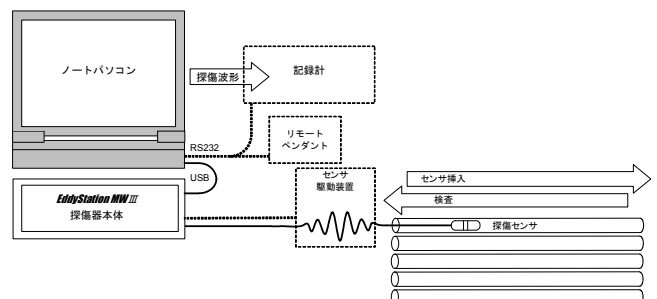 ノートパソコン
探傷波形
記録計
RS232
リモート
ペンダント
USB
センサ
駆動装置
センサ挿入
検査
EddyStation MWⅢ
探傷器本体
探傷センサ